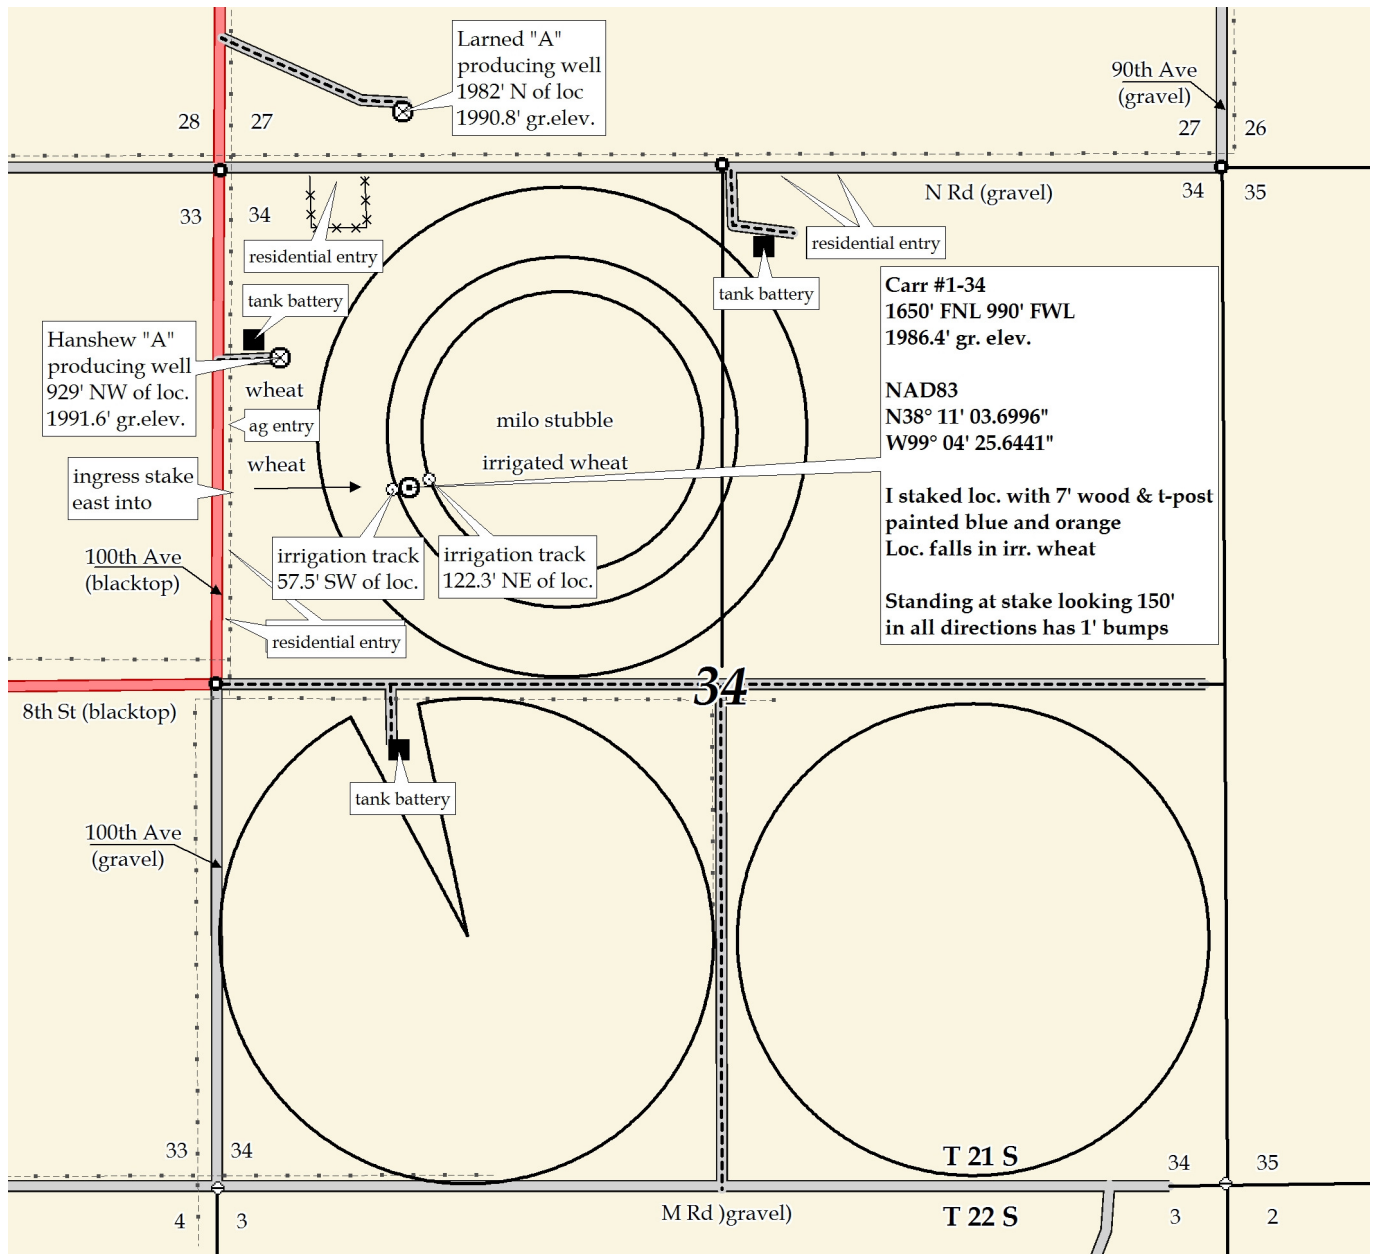 Larned "A"
producing well
1982' N of loc
1990.8' gr.elev.
90th Ave
(gravel)
28
27
27
26
33
34
N Rd (gravel)
34
35
residential entry
residential entry
tank battery
tank battery
Hanshew "A"
producing well
929' NW of loc.
1991.6' gr.elev.
wheat
ag entry
wheat
milo stubble
irrigated wheat
Carr #1-34
1650' FNL 990' FWL
1986.4' gr. elev.
NAD83
N38° 11' 03.6996"
W99° 04' 25.6441"
I staked loc. with 7' wood & t-post
painted blue and orange
Loc. falls in irr. wheat
Standing at stake looking 150'
in all directions has 1' bumps
ingress stake
east into
100th Ave
(blacktop)
irrigation track
57.5' SW of loc.
irrigation track
122.3' NE of loc.
residential entry
34
8th St (blacktop)
tank battery
100th Ave
(gravel)
33
34
T 21 S
34
35
4
3
M Rd )gravel)
T 22 S
3
2